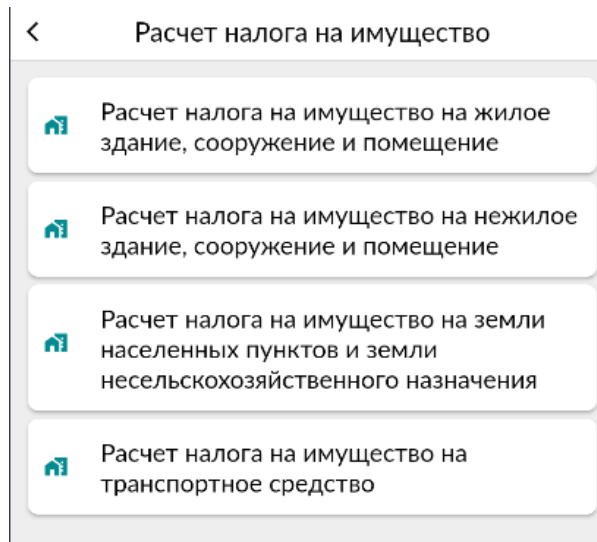 Расчет налога на имущество
Расчет налога на имущество на жилое
здание, сооружение и помещение
Расчет налога на имущество на нежилое
здание, сооружение и помещение
Расчет налога на имущество на земли
населенных пунктов и земли
несельскохозяйственного назначения
Расчет налога на имущество на
транспортное средство